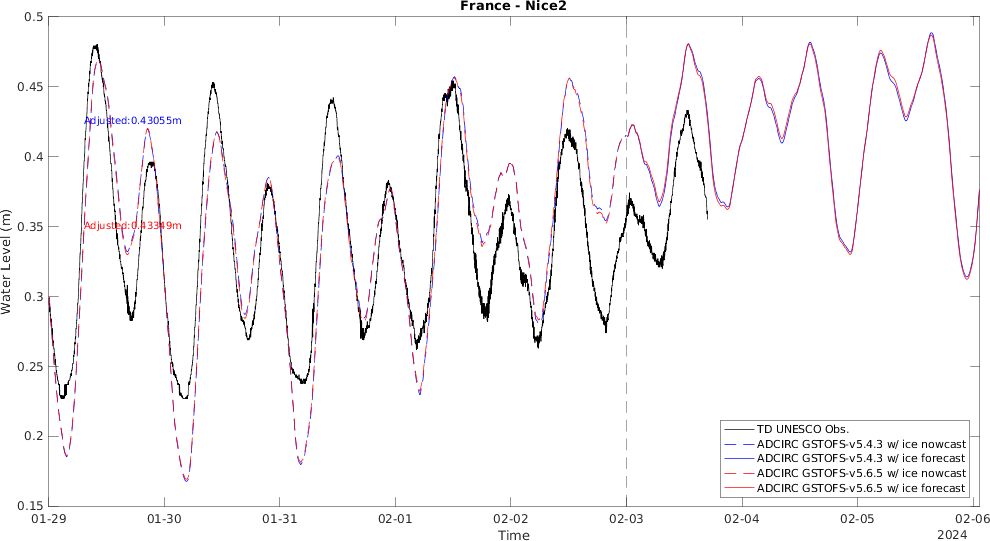 France - Nice2
Water Level (m)
0.5
0.45
0.4
0.35
0.3
0.25
0.2
0.15
Adjusted:0.43055m
Adjusted:0.43349m
TD UNESCO Obs.
ADCIRC GSTOFS-v5.4.3 w/ ice nowcast
ADCIRC GSTOFS-v5.4.3 w/ ice forecast
ADCIRC GSTOFS-v5.6.5 w/ ice nowcast
ADCIRC GSTOFS-v5.6.5 w/ ice forecast
01-29 01-30 01-31 02-01 02-02 02-03 02-04 02-05 02-06
Time
2024